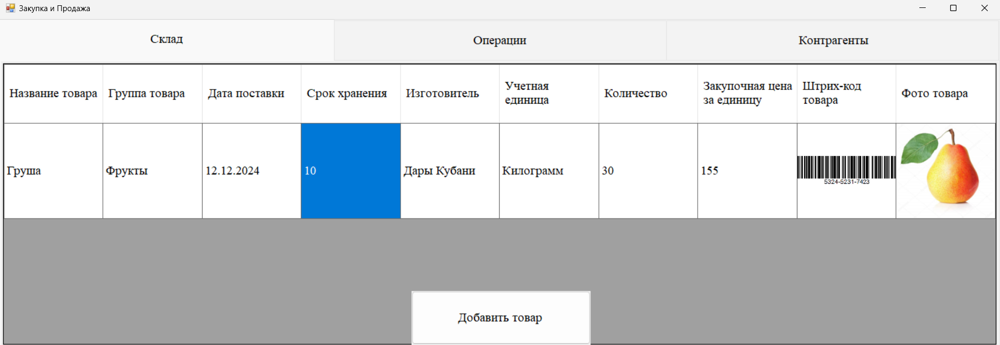 Закупка и Продажа
Склад
Операции
Контрагенты
Название товара
Группа товара
Дата поставки
Срок хранения
Изготовитель
Учетная
единица
Количество
Закупочная цена
за единицу
Штрих-код
товара
Фото товара
Груша
Фрукты
12.12.2024
10
Дары Кубани
Килограмм
30
155
5324-5231-7423
Добавить товар